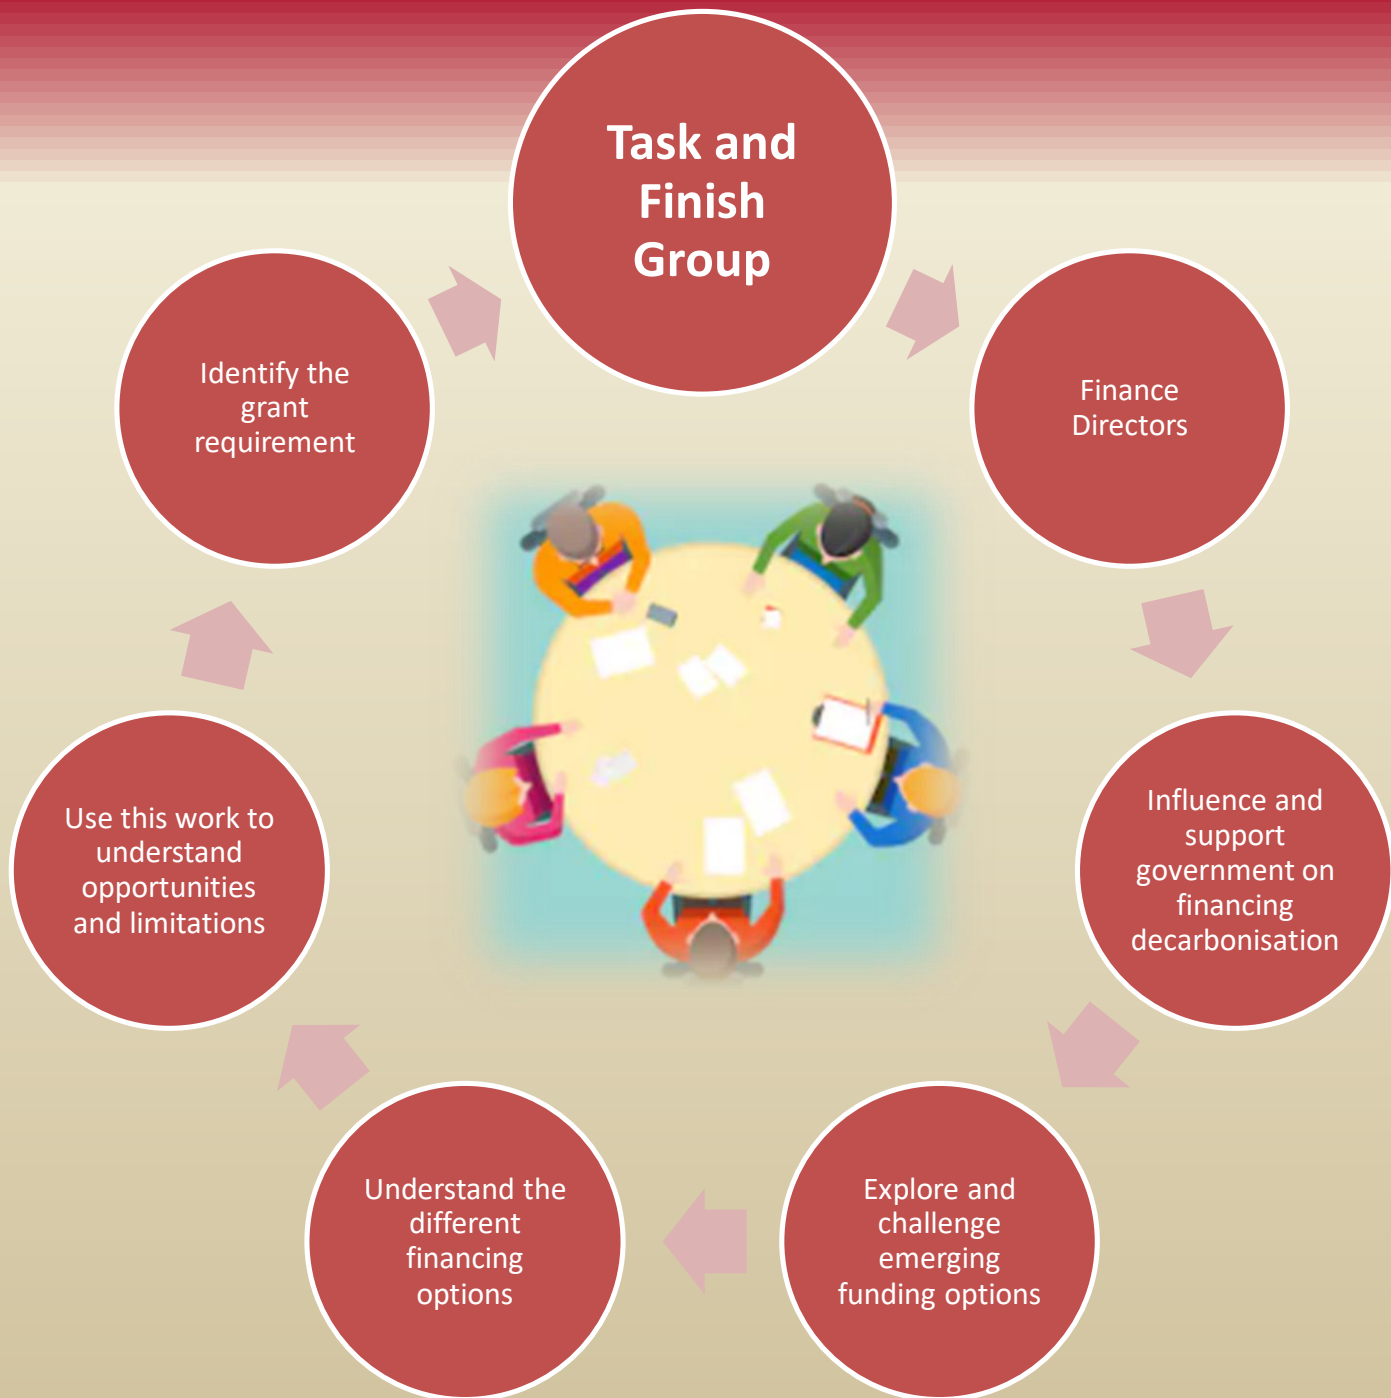 Task and
Finish
Group
Finance
Directors
Influence and
support
government on
financing
decarbonisation
Explore and
challenge
emerging
funding options
Understand the
different
financing
options
Use this work to
understand
opportunities
and limitations
Identify the
grant
requirement